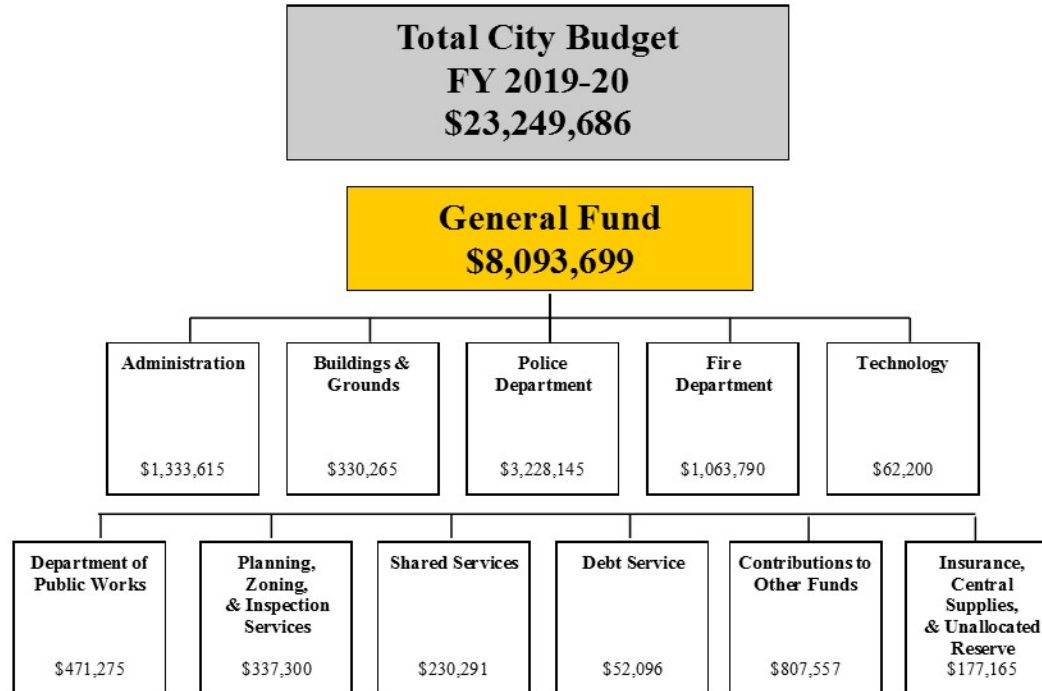 Total City Budget
FY 2019-20
$23,249,686
General Fund
$8,093,699
Administration
$1,333,615
Buildings &
Grounds
$330,265
Police
Department
$3,228,145
Fire
Department
$1,063,790
Technology
$62,200
Department of
Public Works
$471,275
Planning,
Zoning,
& Inspection
Services
$337,300
Shared Services
$230,291
Debt Service
$52,096
Contributions to
Other Funds
$807,557
Insurance,
Central
Supplies,
& Unallocated
Reserve
$177,165